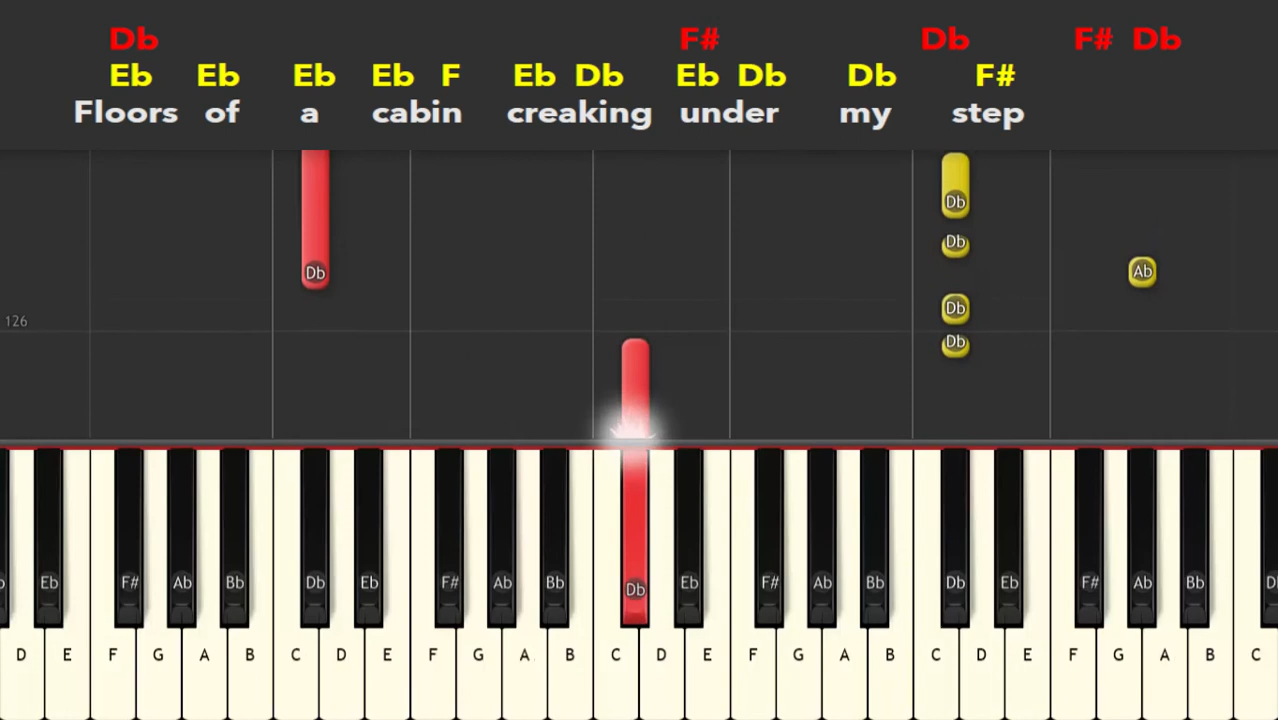 Db F# Db F# Db
Eb Eb Eb Eb F Eb Db Eb Db Db F#
Floors of a cabin creaking under my step
Db
Db
Db Ab
Db
126
Db
Eb F# Ab Bb Db Eb F# Ab Bb Db Eb F# Ab Bb Db Eb F# Ab Bb
D E F G A B C D E F G A B C D E F G A B C D E F G A B C